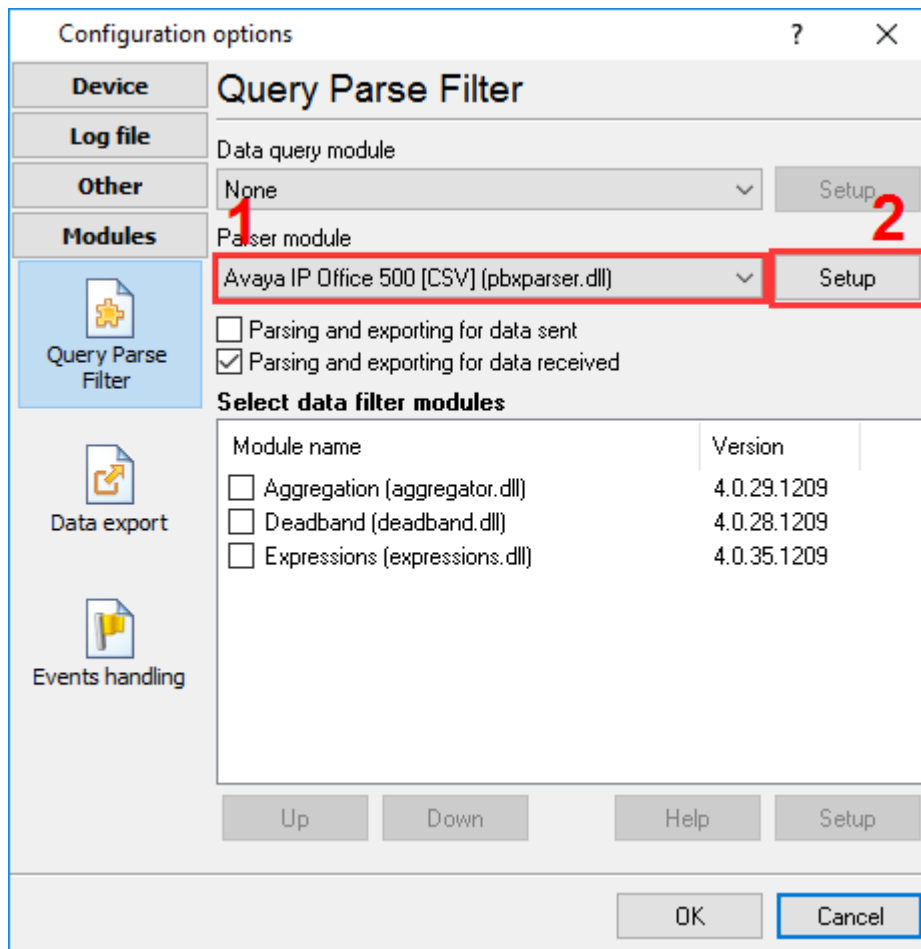 Configuration options ?
Device
Log file
Other
Modules
Query Parse
Filter
Data export
Events handling
Query Parse Filter
Data query module
None Setup
1 2
Parser module
Avaya IP Office 500 [CSV] (pbxparser.dll) Setup
Parsing and exporting for data sent
Parsing and exporting for data received
Select data filter modules
Module name Version
Aggregation (aggregator.dll) 4.0.29.1209
Deadband (deadband.dll) 4.0.28.1209
Expressions (expressions.dll) 4.0.35.1209
Up Down Help Setup
OK Cancel